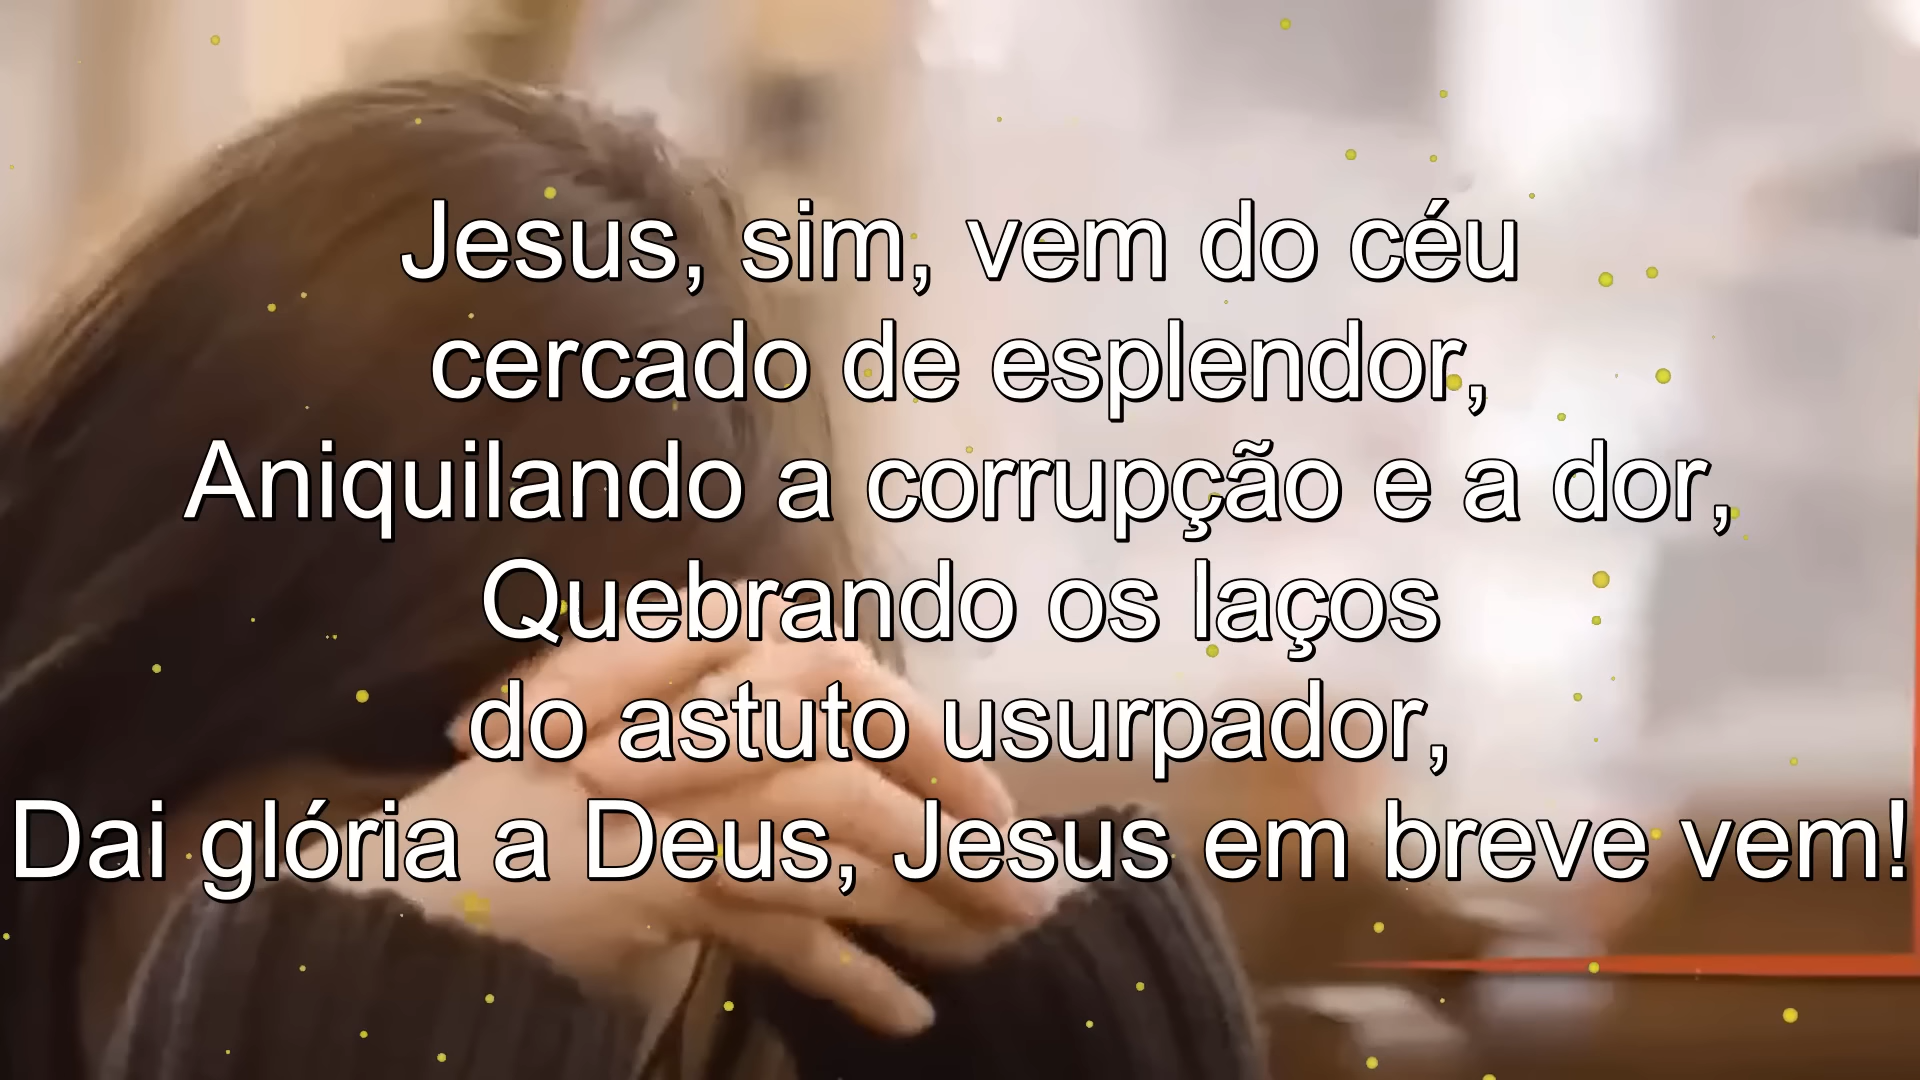 Jesus, sim, vem do céu
cercado de esplendor,
Aniquilando a corrupção e a dor,
Quebrando os laços
do astuto usurpador,
Dai glória a Deus, Jesus em breve vem!